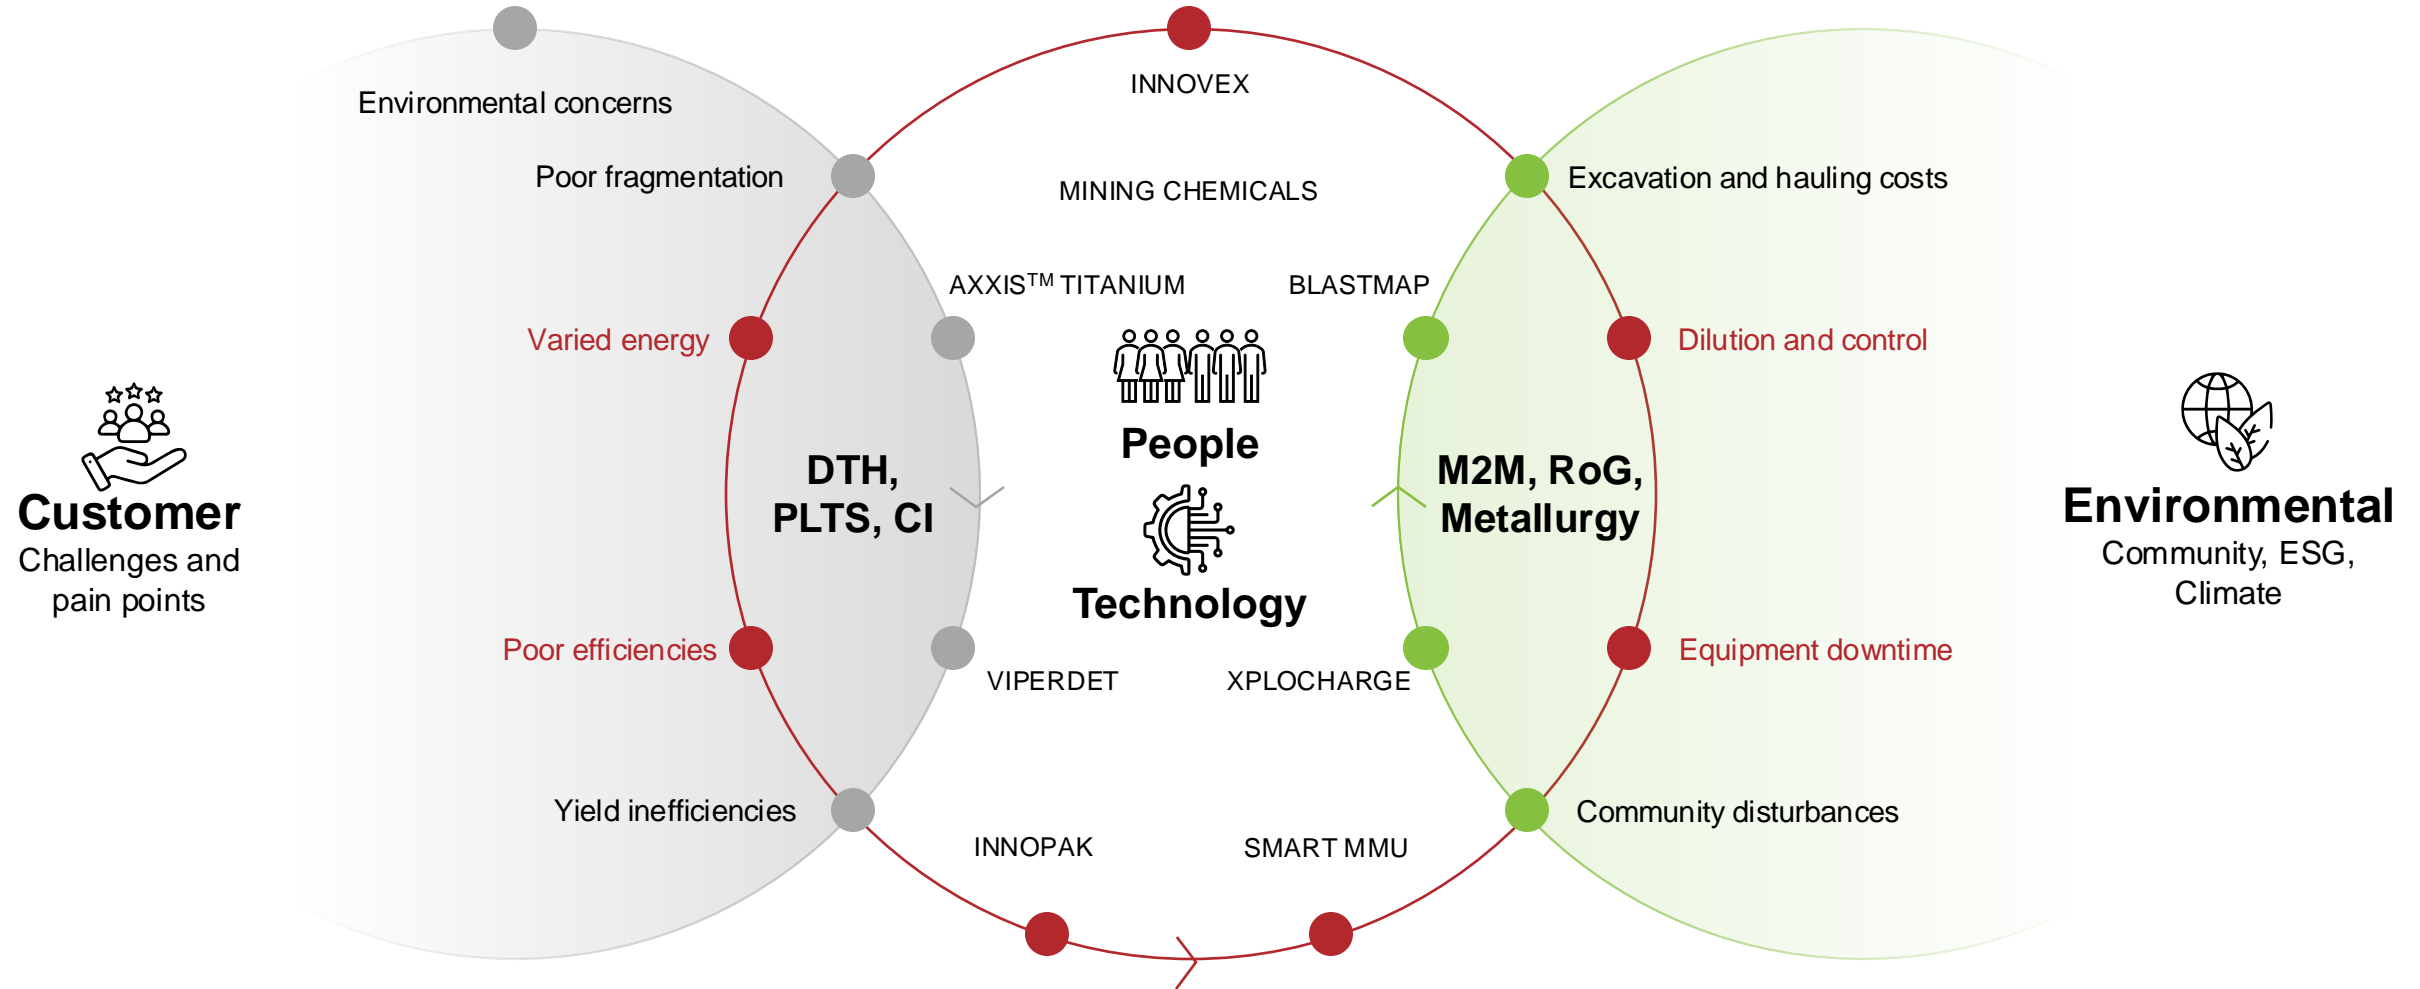 INNOVEX
Environmental concerns
Poor fragmentation
MINING CHEMICALS
Excavation and hauling costs
AXXIS™ TITANIUM
BLASTMAP
Varied energy
Dilution and control
People
DTH,
PLTS, CI
M2M, RoG,
Metallurgy
Customer
Challenges and
pain points
Environmental
Community, ESG,
Climate
Technology
Poor efficiencies
Equipment downtime
VIPERDET
XPLOCHARGE
Yield inefficiencies
Community disturbances
INNOPAK
SMART MMU